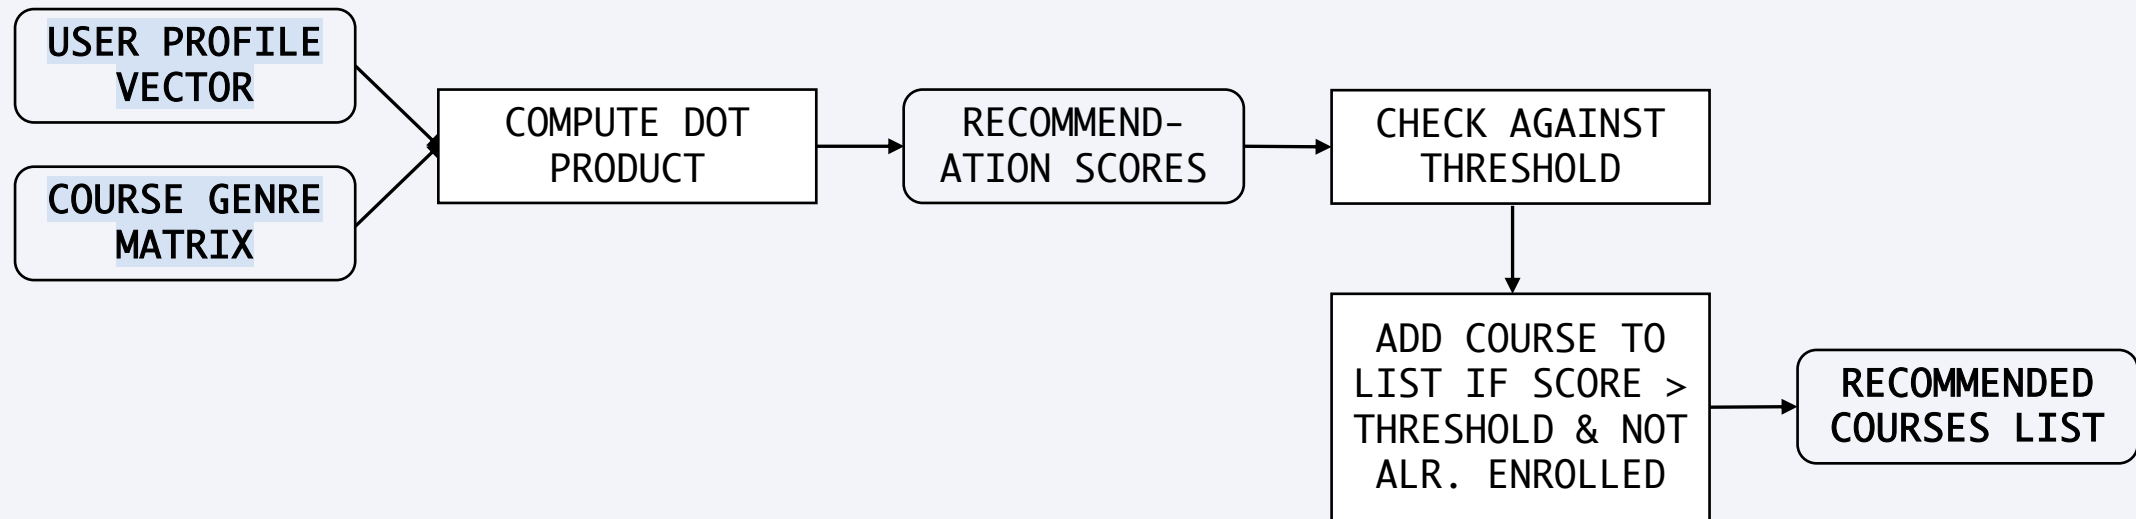 USER PROFILE
VECTOR
COURSE GENRE
MATRIX
COMPUTE DOT
PRODUCT
RECOMMEND-
ATION SCORES
CHECK AGAINST
THRESHOLD
ADD COURSE TO
LIST IF SCORE >
THRESHOLD & NOT
ALR. ENROLLED
RECOMMENDED
COURSES LIST